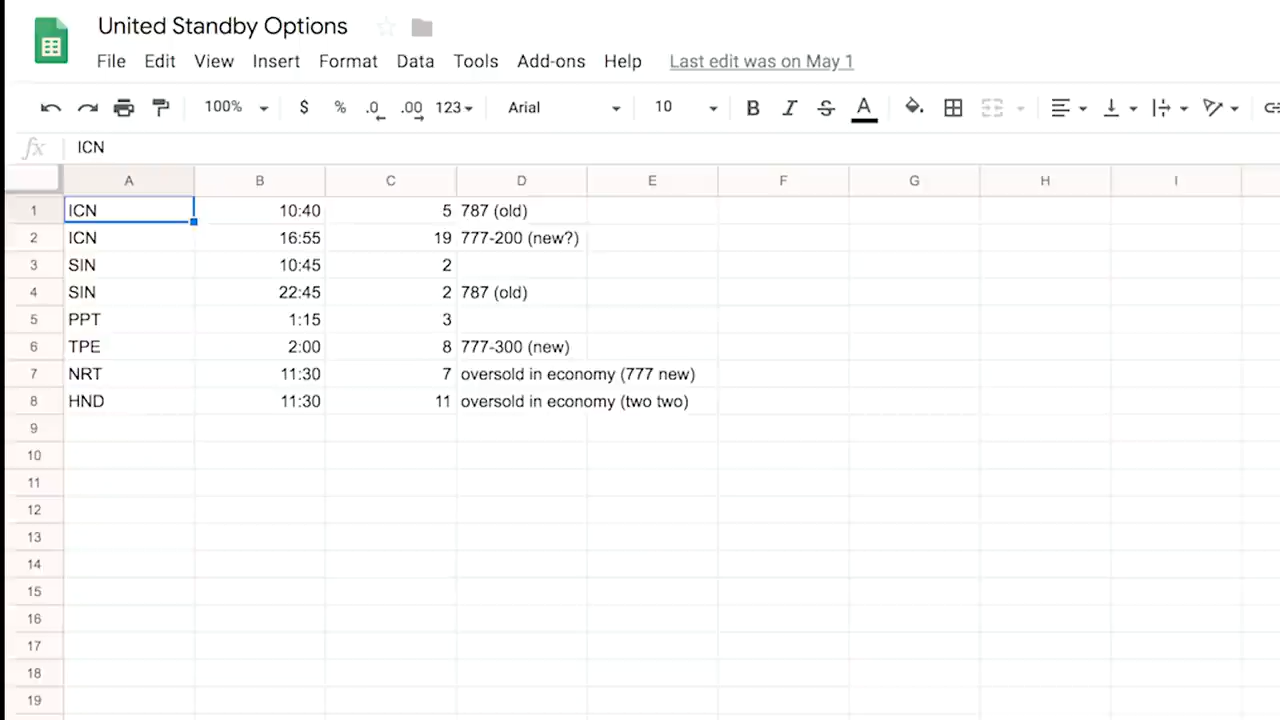 United Standby Options
File Edit View Insert Format Data Tools Add-ons Help Last edit was on May 1
100% $ % .0 .00 123 Arial 10 B I S A
fx ICN
A B C D E F G H I
1 ICN 10:40 5 787 (old)
2 ICN 16:55 19 777-200 (new?)
3 SIN 10:45 2
4 SIN 22:45 2 787 (old)
5 PPT 1:15 3
6 TPE 2:00 8 777-300 (new)
7 NRT 11:30 7 oversold in economy (777 new)
8 HND 11:30 11 oversold in economy (two two)
9
10
11
12
13
14
15
16
17
18
19